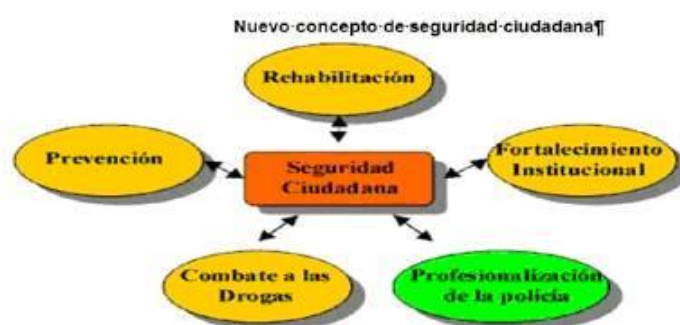 Nuevo·concepto·de·seguridad·ciudadana¶
Rehabilitación
Prevención
Seguridad
Ciudadana
Fortalecimiento
Institucional
Combate a las
Drogas
Profesionalización
de la policía